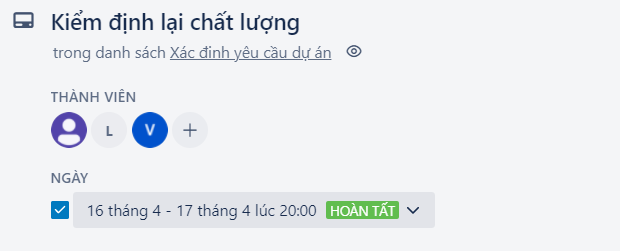 Kiểm định lại chất lượng
trong danh sách Xác đinh yêu cầu dự án
THÀNH VIÊN
L V
NGÀY
16 tháng 4 - 17 tháng 4 lúc 20:00 HOÀN TẤT